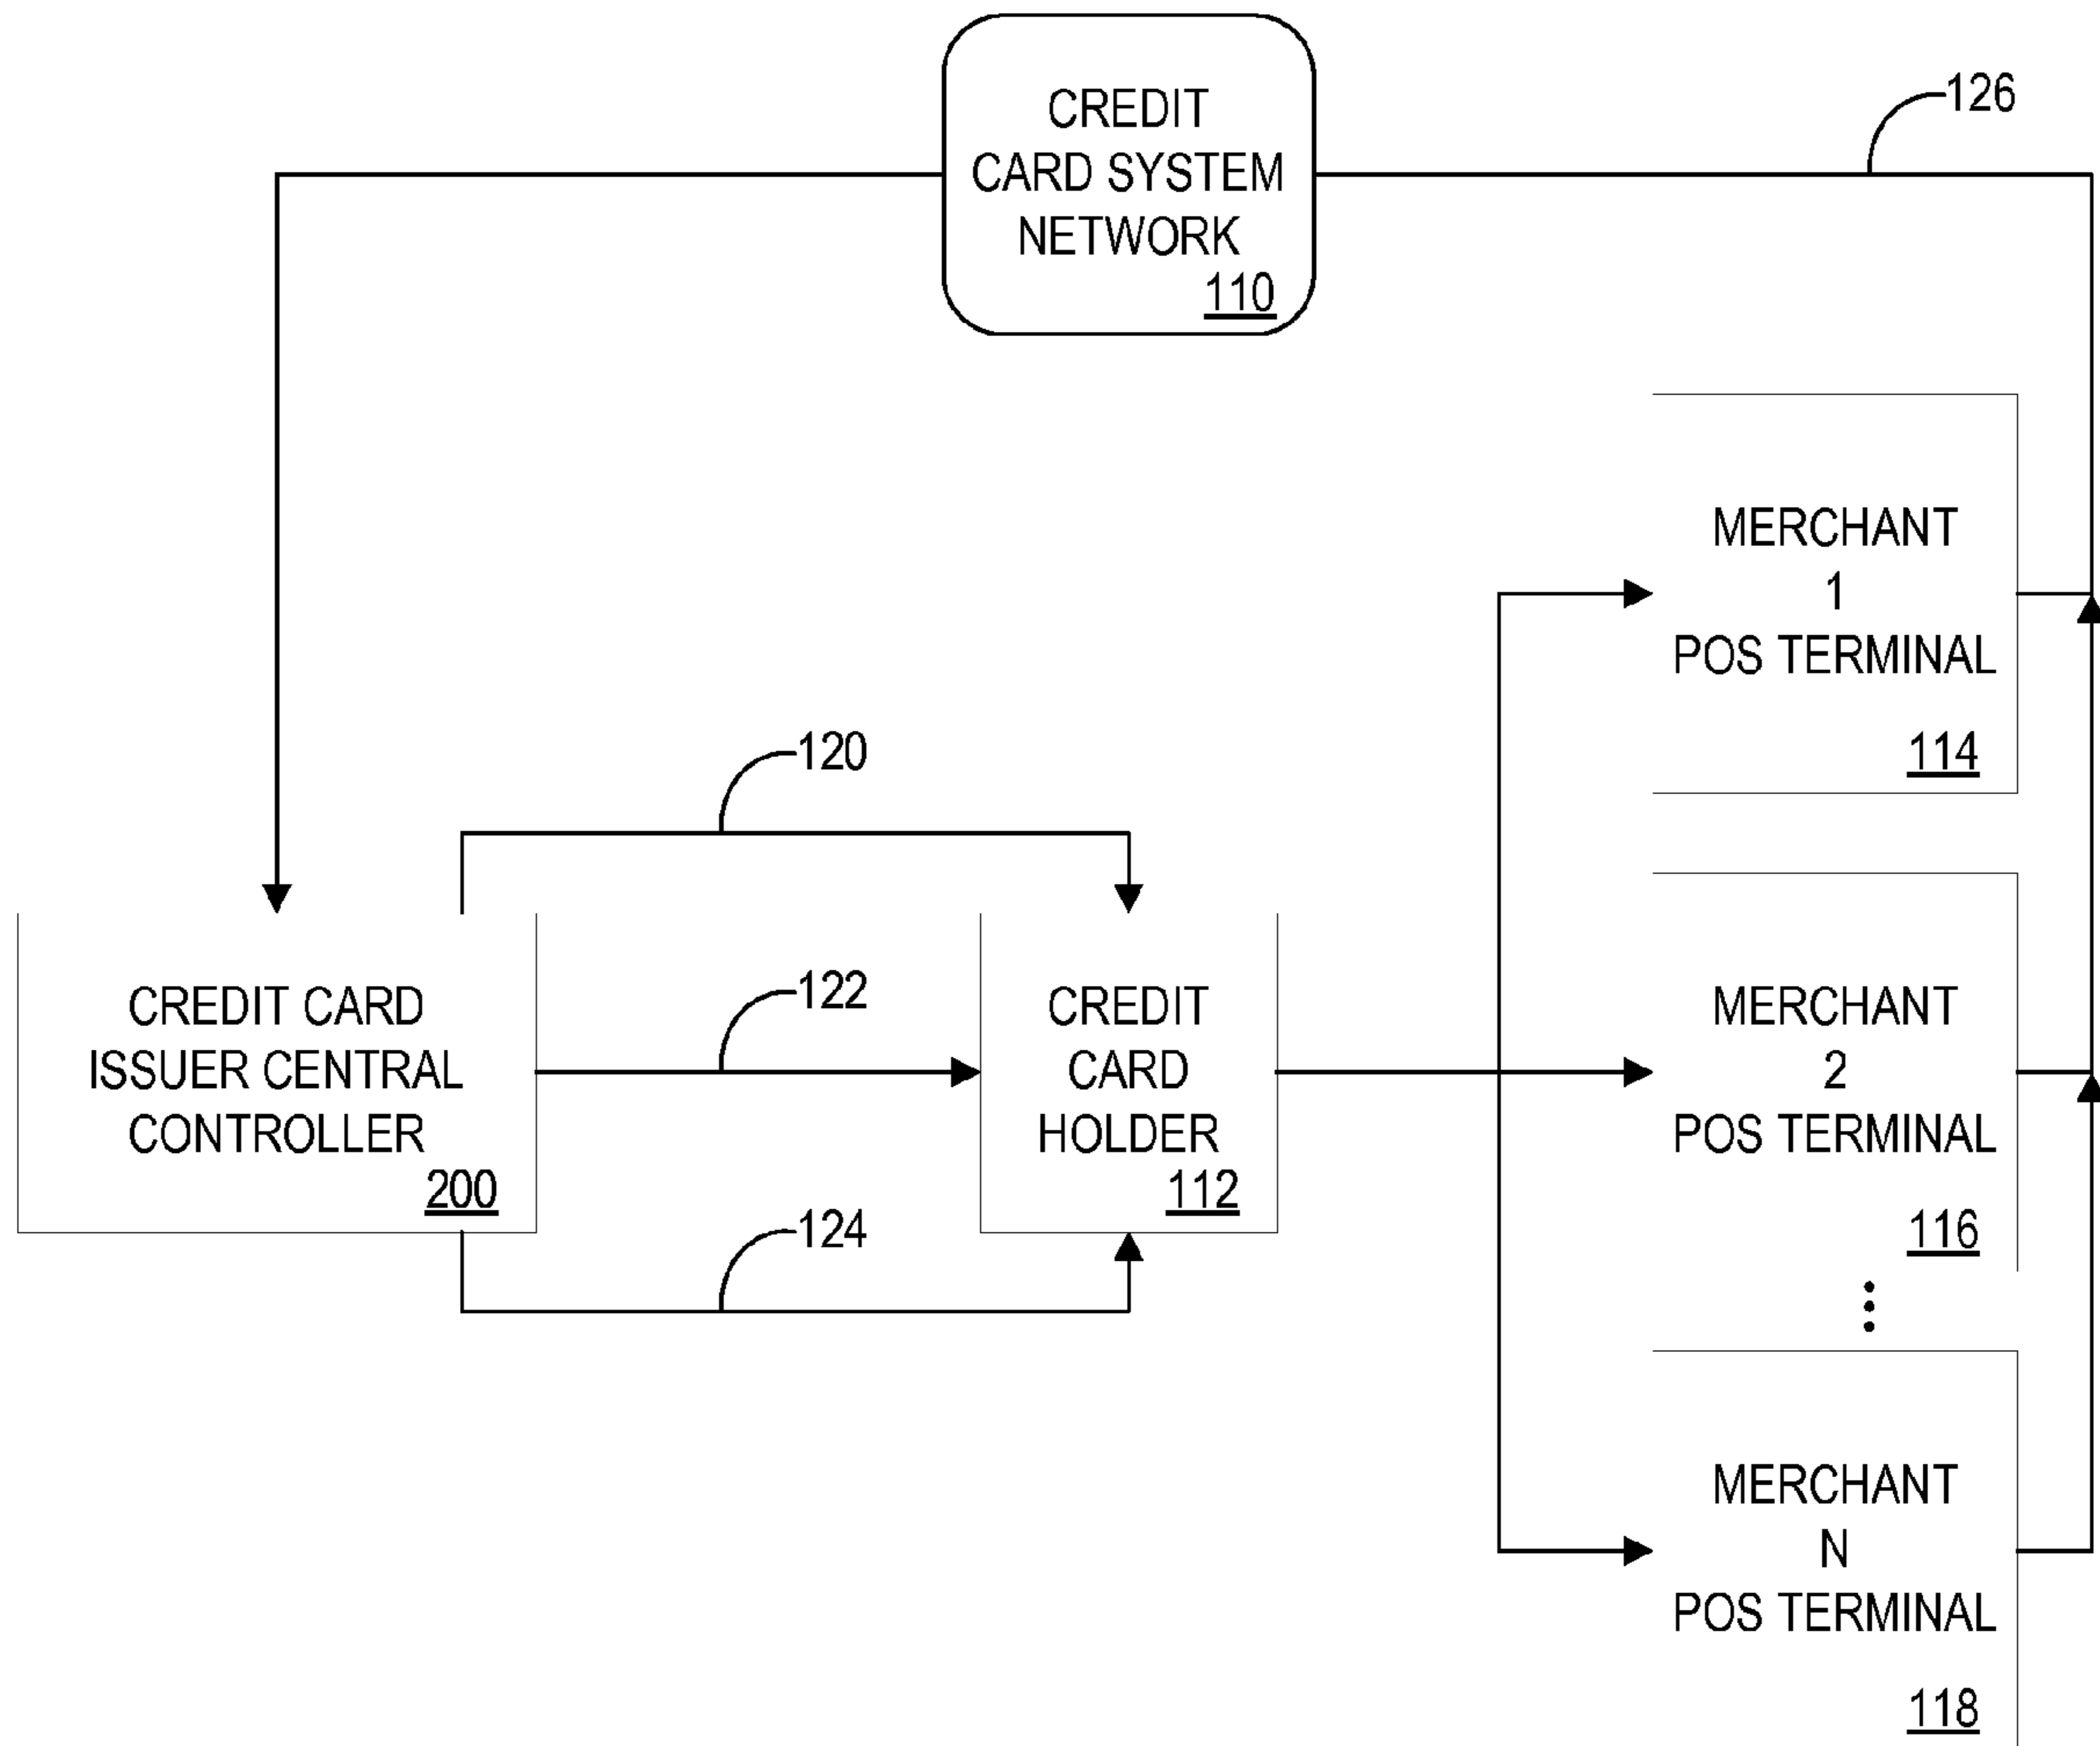 CREDIT
CARD SYSTEM
NETWORK
110
126
MERCHANT
1
POS TERMINAL
114
120
CREDIT CARD
ISSUER CENTRAL
CONTROLLER
200
122
124
CREDIT
CARD
HOLDER
112
MERCHANT
2
POS TERMINAL
116
MERCHANT
N
POS TERMINAL
118